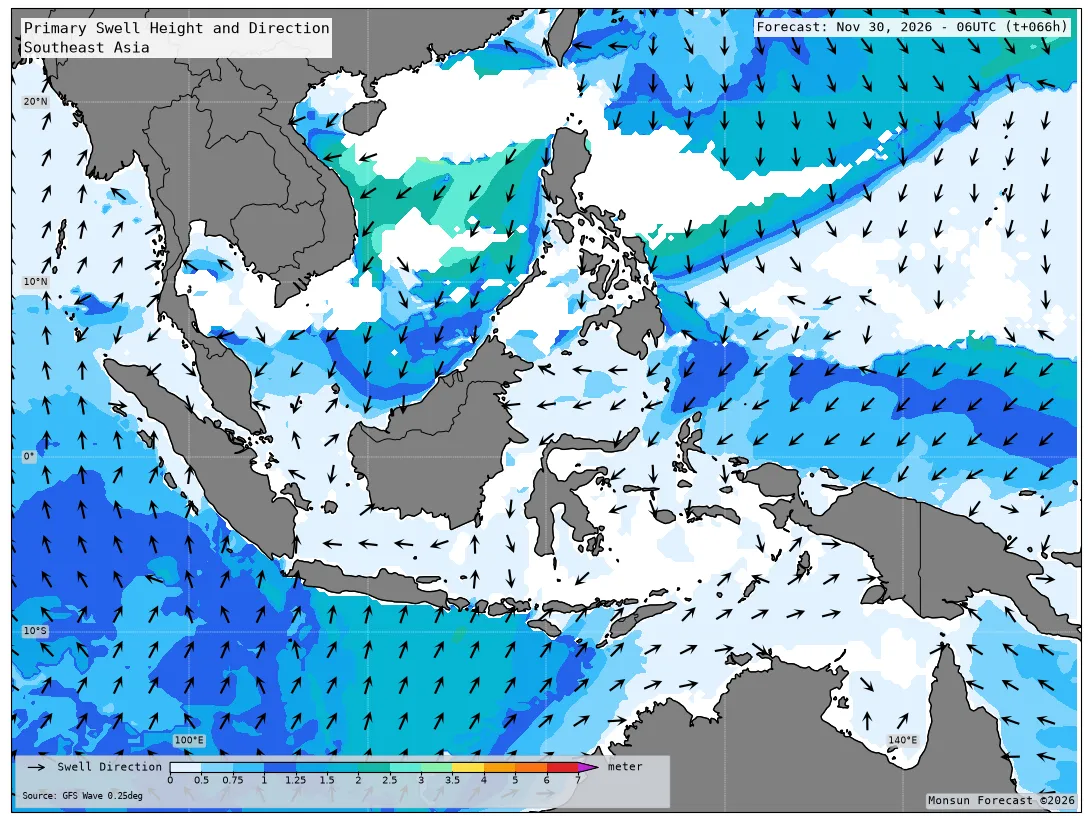 Primary Swell Height and Direction
Southeast Asia
Forecast: Nov 30, 2026 - 06UTC (t+066h)
20°N
10°N
0°
10°S
100°E
140°E
Swell Direction
0 0.5 0.75 1 1.25 1.5 2 2.5 3 3.5 4 5 6 7
meter
Source: GFS Wave 0.25deg
Monsun Forecast ©2026